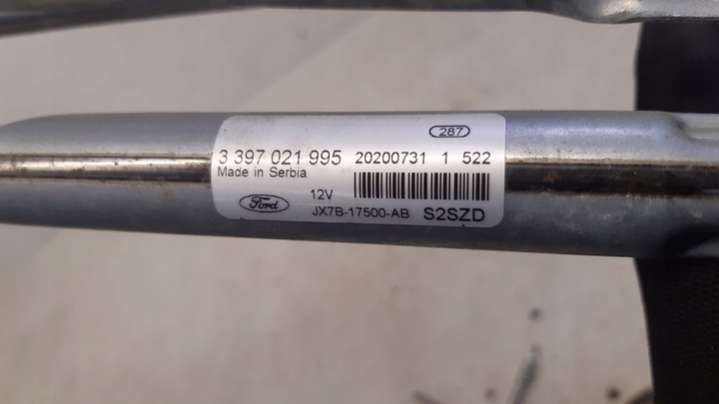 287
3 397 021 995 20200731 1 522
Made in Serbia
12V
Ford JX7B-17500-AB S2SZD